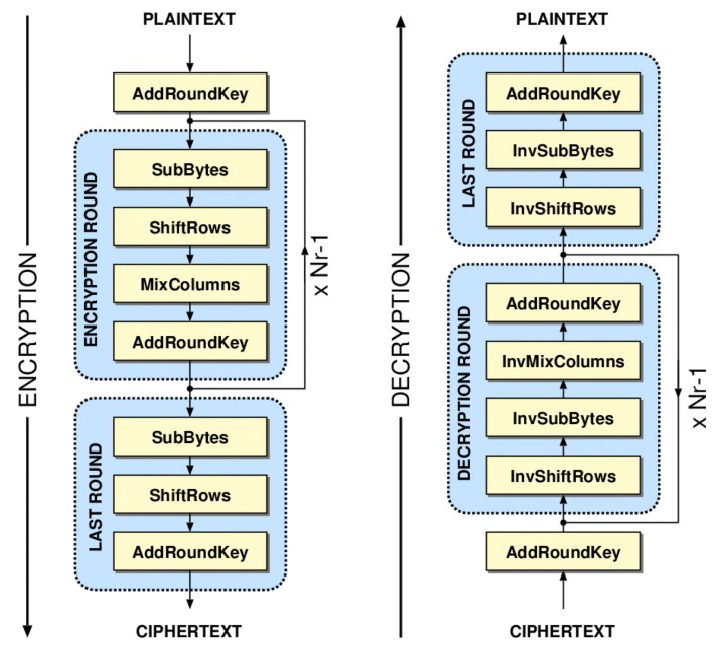 PLAINTEXT
AddRoundKey
ENCRYPTION ROUND
SubBytes
ShiftRows
MixColumns
AddRoundKey
x Nr-1
ENCRYPTION
LAST ROUND
SubBytes
ShiftRows
AddRoundKey
CIPHERTEXT
PLAINTEXT
LAST ROUND
AddRoundKey
InvSubBytes
InvShiftRows
DECRYPTION
DECRYPTION ROUND
AddRoundKey
InvMixColumns
InvSubBytes
InvShiftRows
x Nr-1
AddRoundKey
CIPHERTEXT